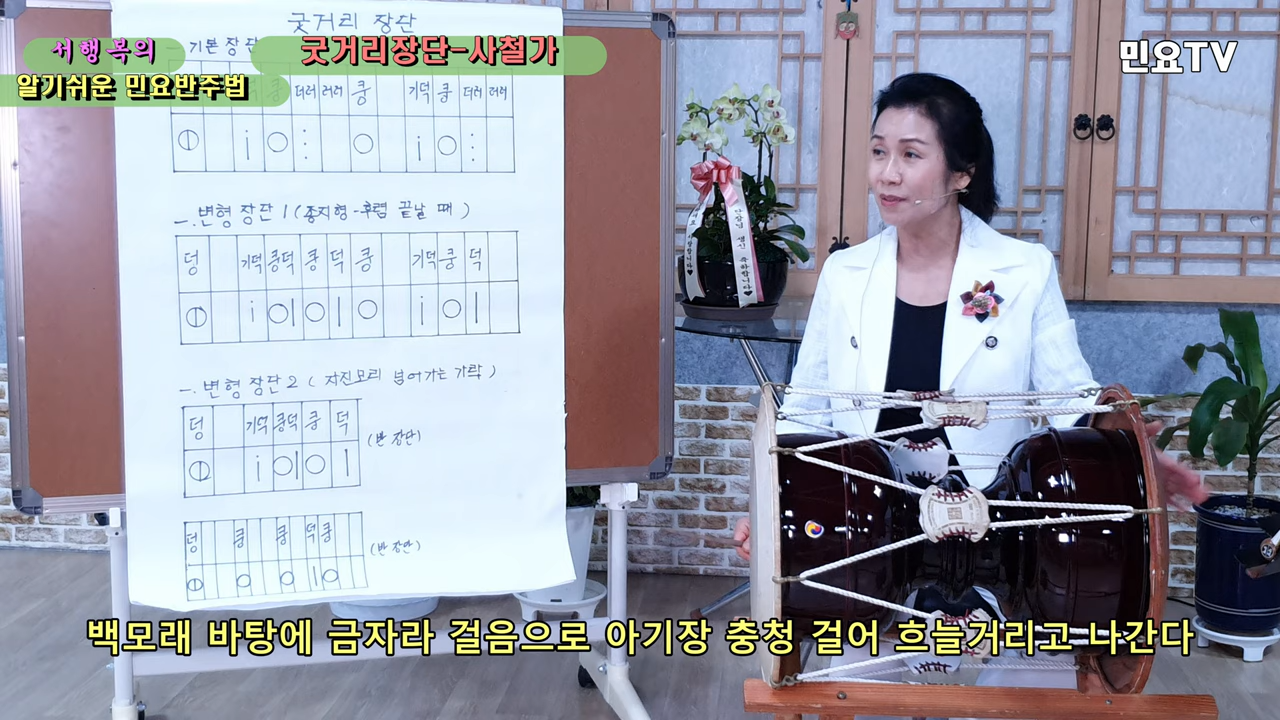 굿거리 장단
서행복의
굿거리장단-사철가
민요TV
기본 장단
알기쉬운 민요반주법
더러 러러 쿵 기덕 쿵 더러 러러
一. 변형 장단 1 (종지형-후렴 끝날 때)
덩 기덕 쿵덕 쿵 덕 쿵 기덕 쿵 덕
一. 변형 장단 2 (자진모리 넘어가는 가락)
덩 기덕 쿵덕 쿵 덕
(반 장단)
덩 쿵 쿵 덕 쿵
(반 장단)
백모래 바탕에 금자라 걸음으로 아기장 충청 걸어 흐늘거리고 나간다